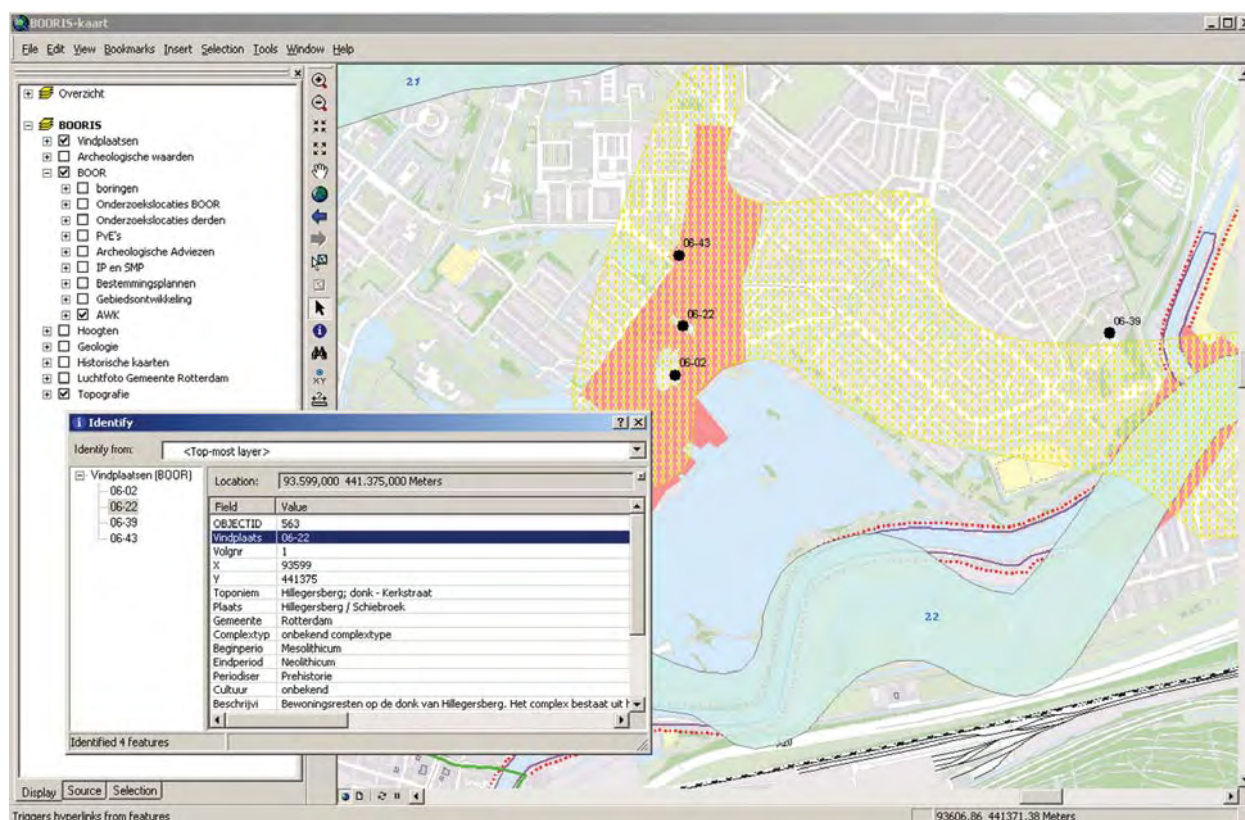 BOORIS-kaart
File Edit View Bookmarks Insert Selection Tools Window Help
Overzicht
BOORIS
Vindplaatsen
Archeologische waarden
BOOR
boringen
Onderzoekslocaties BOOR
Onderzoekslocaties derden
PvE's
Archeologische Adviezen
IP en SMP
Bestemmingsplannen
Gebiedsontwikkeling
AWK
Hoogten
Geologie
Historische kaarten
Luchtfoto Gemeente Rotterdam
Topografie
XY
21
06-43
06-22
06-02
06-39
22
A20
Identify
Identify from: <Top-most layer>
Vindplaatsen (BOOR)
06-02
06-22
06-39
06-43
Location: 93.599,000 441.375,000 Meters
Field Value
OBJECTID 563
Vindplaats 06-22
Volgnr 1
X 93599
Y 441375
Toponiem Hillegersberg; donk - Kerkstraat
Plaats Hillegersberg / Schiebroek
Gemeente Rotterdam
Complextyp onbekend complextype
Beginperio Mesolithicum
Eindperiod Neolithicum
Periodiser Prehistorie
Cultuur onbekend
Beschrijvi Bewoningsresten op de donk van Hillegersberg. Het complex bestaat uit
Identified 4 features
Display Source Selection
Triggers hyperlinks from features
93606,86 441371,38 Meters